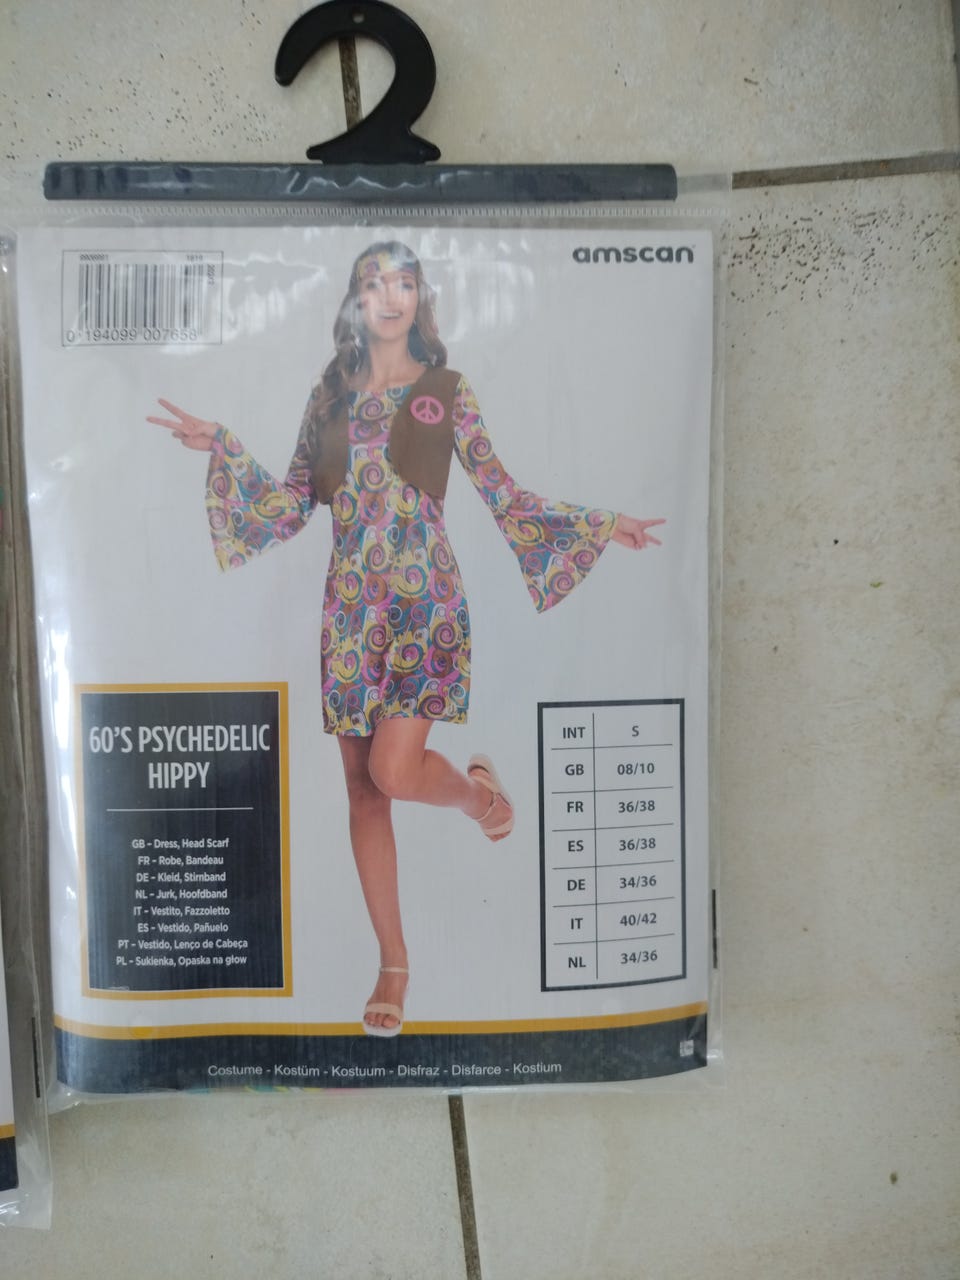 amscan
1819
0 194099 007658
60'S PSYCHEDELIC
HIPPY
GB – Dress, Head Scarf
FR – Robe, Bandeau
DE – Kleid, Stirnband
NL – Jurk, Hoofdband
IT – Vestito, Fazzoletto
ES – Vestido, Pañuelo
PT – Vestido, Lenço de Cabeça
PL – Sukienka, Opaska na głow
INT S
GB 08/10
FR 36/38
ES 36/38
DE 34/36
IT 40/42
NL 34/36
Costume - Kostüm - Kostuum - Disfraz - Disfarce - Kostium